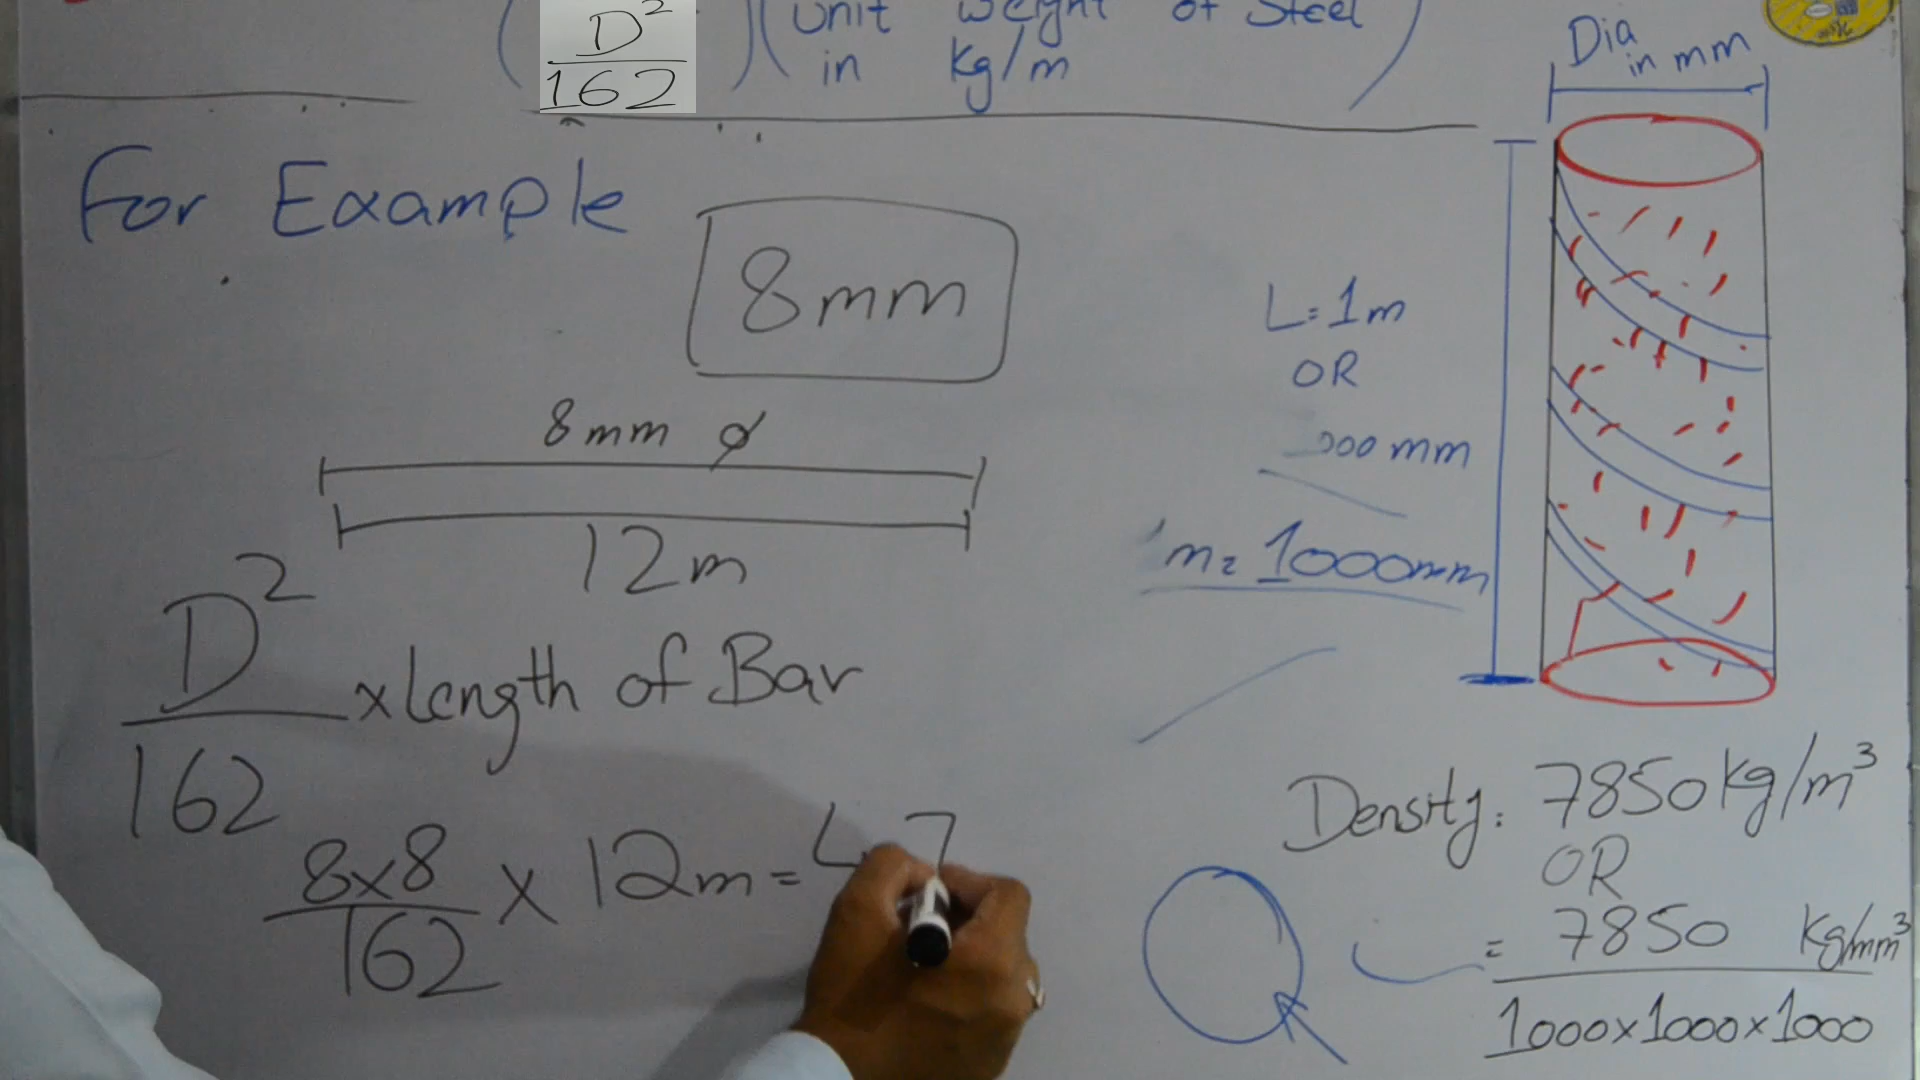 D²
162
Unit Weight of Steel
in Kg/m
Dia
in mm
For Example
8mm
L=1m
OR
000 mm
8mm ø
12m
m= 1000mm
D²
162
x Length of Bar
8x8
162
x 12m = 4.7
Density: 7850 Kg/m³
OR
= 7850 Kg/mm³
1000x1000x1000